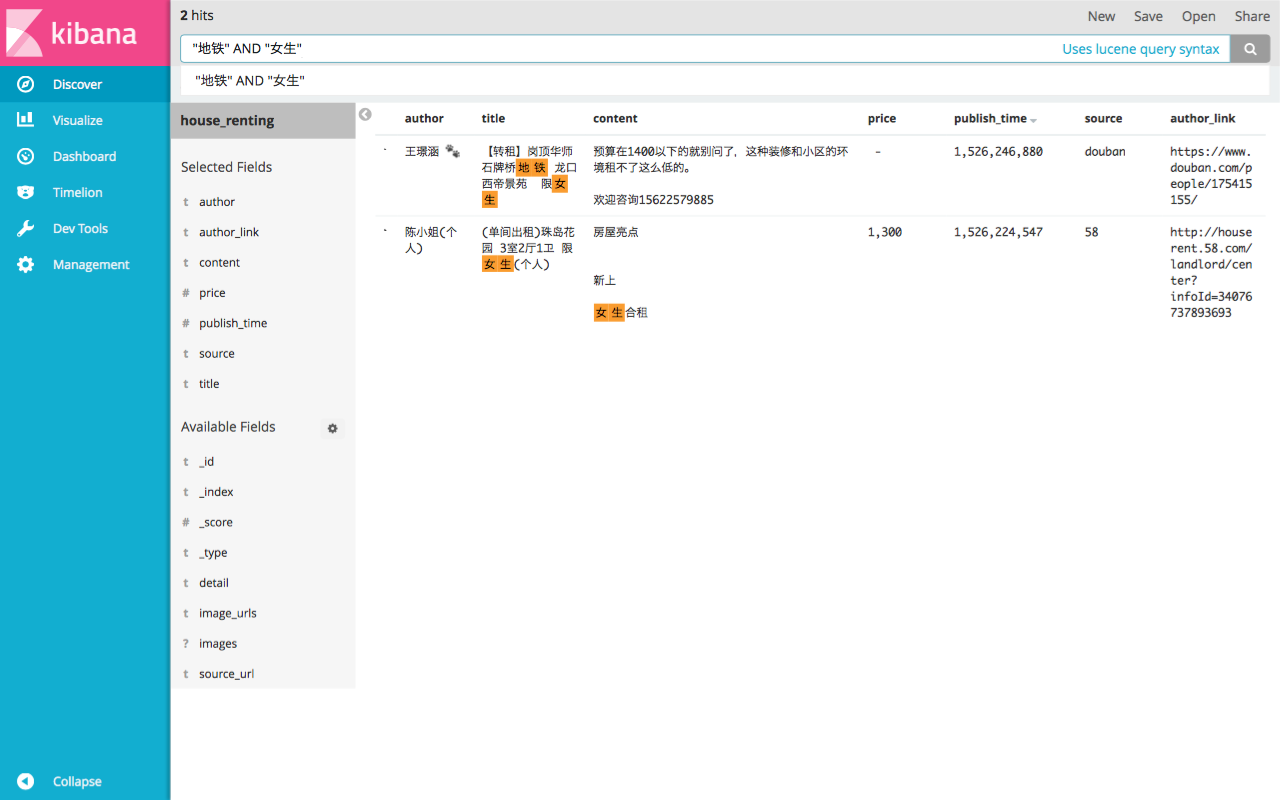 kibana
Discover
Visualize
Dashboard
Timelion
Dev Tools
Management
Collapse
2 hits
New Save Open Share
"地铁" AND "女生"
Uses lucene query syntax
"地铁" AND "女生"
house_renting
Selected Fields
t author
t author_link
t content
# price
# publish_time
t source
t title
Available Fields
t _id
t _index
# _score
t _type
t detail
t image_urls
? images
t source_url
author title content price publish_time source author_link
王璟涵
【转租】岗顶华师
石牌桥地铁 龙口
西帝景苑 限女
生
预算在1400以下的就别问了，这种装修和小区的环
境租不了这么低的。
欢迎咨询15622579885
-
1,526,246,880
douban
https://www.
douban.com/p
eople/175415
155/
陈小姐(个
人)
(单间出租)珠岛花
园 3室2厅1卫 限
女生(个人)
房屋亮点
新上
女生合租
1,300
1,526,224,547
58
http://house
rent.58.com/
landlord/cen
ter?
infoId=34076
737893693